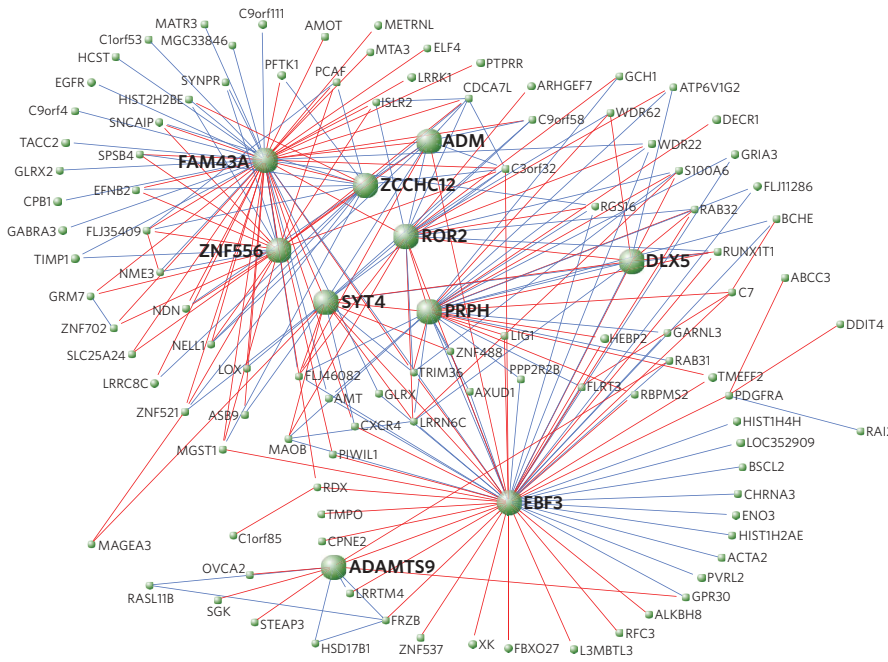 C9orf111
MATR3
METRNL
AMOT
C1orf53
MGC33846
MTA3
ELF4
HCST
PFTK1
PCAF
PTPRR
EGFR
SYNPR
LRRK1
CDCA7L
ARHGEF7
GCH1
ATP6V1G2
HIST2H2BE
ISLR2
C9orf4
SNCAIP
C9orf58
WDR62
DECR1
TACC2
ADM
WDR22
SPSB4
FAM43A
GRIA3
GLRX2
C3orf32
S100A6
EFNB2
ZCCHC12
FLJ11286
CPB1
RGS16
RAB32
BCHE
GABRA3
FLJ35409
ROR2
ZNF556
RUNX1T1
TIMP1
DLX5
NME3
ABCC3
GRM7
C7
SYT4
NDN
PRPH
DDIT4
ZNF702
LIG1
HEBP2
GARNL3
NELL1
SLC25A24
ZNF488
RAB31
LOX
FLJ46082
TRIM36
PPP2R2B
TMEFF2
LRRC8C
FLRT3
AMT
GLRX
AXUD1
RBPMS2
PDGFRA
ZNF521
ASB9
CXCR4
LRRN6C
HIST1H4H
RAI2
MGST1
MAOB
PIWIL1
LOC352909
BSCL2
RDX
EBF3
CHRNA3
TMPO
ENO3
C1orf85
CPNE2
HIST1H2AE
MAGEA3
ACTA2
OVCA2
ADAMTS9
PVRL2
RASL11B
LRRTM4
GPR30
SGK
ALKBH8
STEAP3
FRZB
RFC3
HSD17B1
ZNF537
XK
FBXO27
L3MBTL3